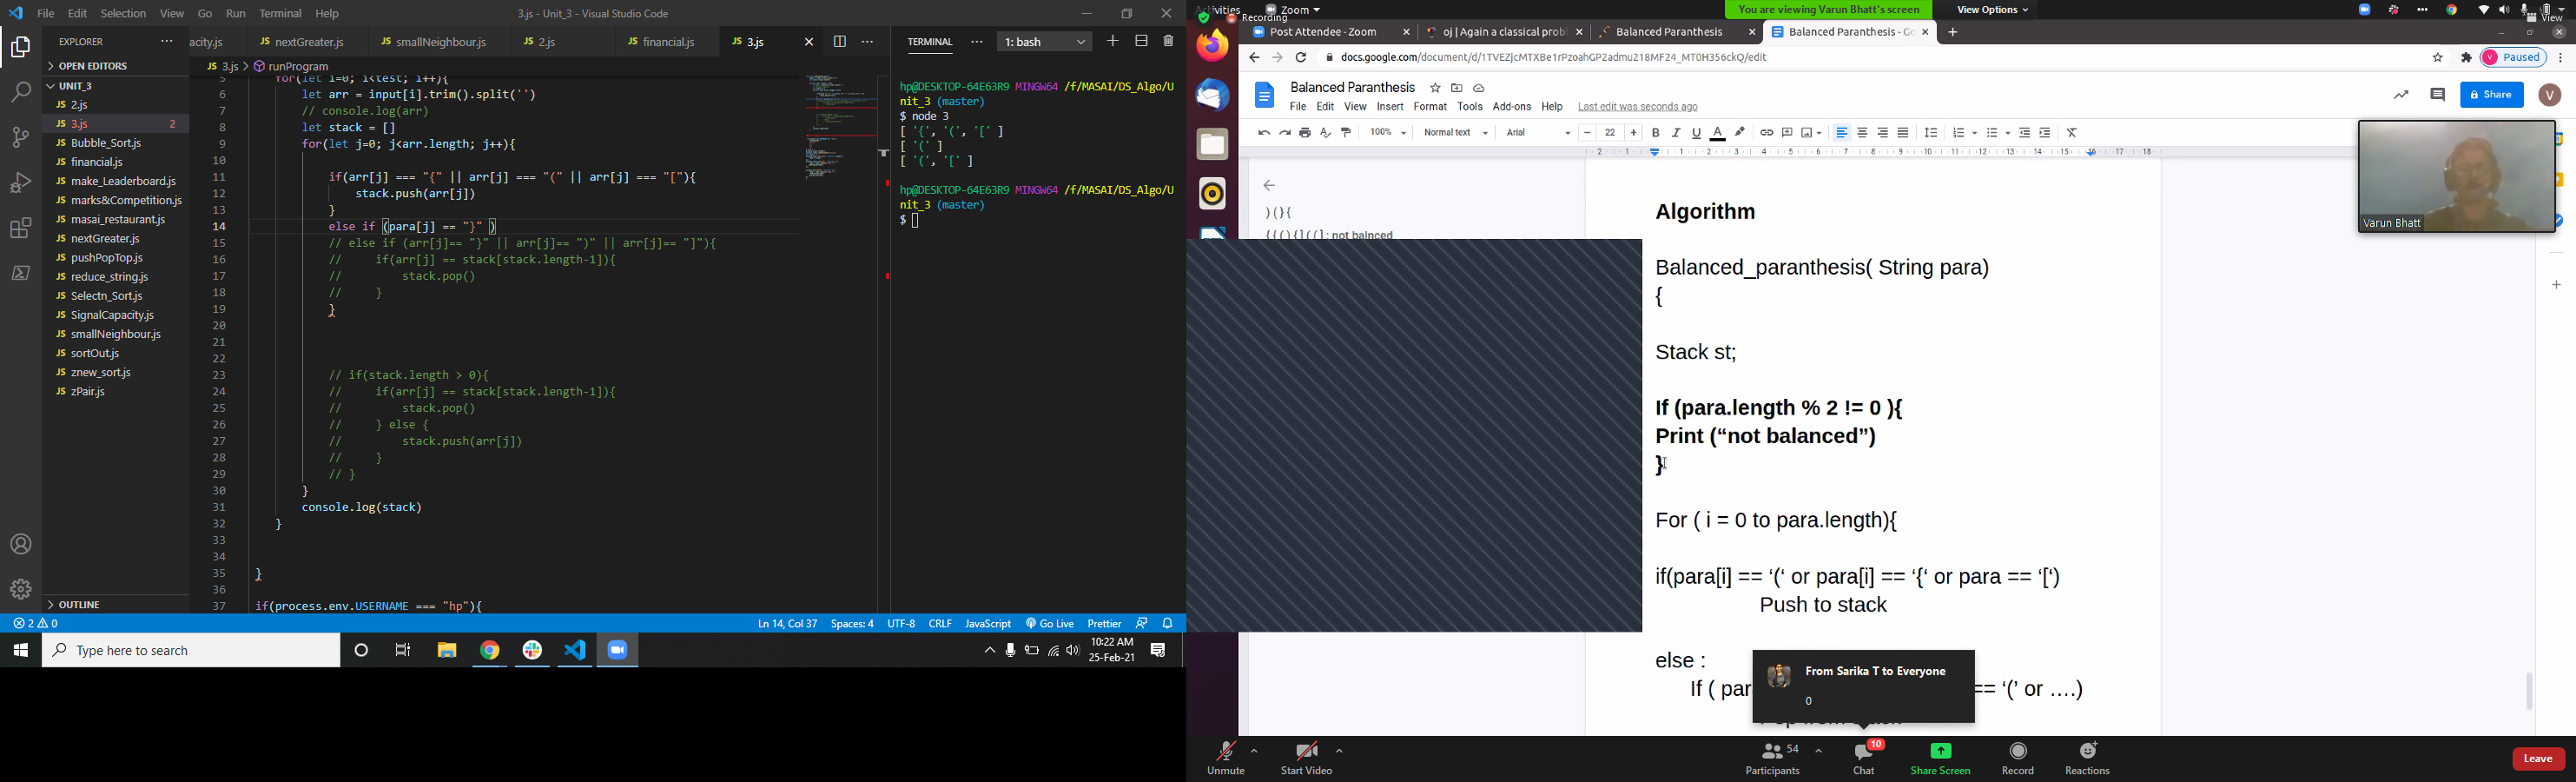 File Edit Selection View Go Run Terminal Help
3.js - Unit_3 - Visual Studio Code
EXPLORER
OPEN EDITORS
UNIT_3
JS 2.js
JS 3.js 2
JS Bubble_Sort.js
JS financial.js
JS make_Leaderboard.js
JS marks&Competition.js
JS masai_restaurant.js
JS nextGreater.js
JS pushPopTop.js
JS reduce_string.js
JS Selectn_Sort.js
JS SignalCapacity.js
JS smallNeighbour.js
JS sortOut.js
JS znew_sort.js
JS zPair.js
OUTLINE
acity.js JS nextGreater.js JS smallNeighbour.js JS 2.js JS financial.js JS 3.js
JS 3.js > runProgram
5 for(let i=0; i<test; i++){
6 let arr = input[i].trim().split('')
7 // console.log(arr)
8 let stack = []
9 for(let j=0; j<arr.length; j++){
10
11 if(arr[j] === "{" || arr[j] === "(" || arr[j] === "["){
12 stack.push(arr[j])
13 }
14 else if (para[j] == "}" )
15 // else if (arr[j]== "}" || arr[j]== ")" || arr[j]== "]"){
16 // if(arr[j] == stack[stack.length-1]){
17 // stack.pop()
18 // }
19 }
20
21
22
23 // if(stack.length > 0){
24 // if(arr[j] == stack[stack.length-1]){
25 // stack.pop()
26 // } else {
27 // stack.push(arr[j])
28 // }
29 // }
30 }
31 console.log(stack)
32 }
33
34
35 }
36
37 if(process.env.USERNAME === "hp"){
TERMINAL 1: bash
hp@DESKTOP-64E63R9 MINGW64 /f/MASAI/DS_Algo/U
nit_3 (master)
$ node 3
[ '{', '(', '[' ]
[ '(' ]
[ '(', '[' ]
hp@DESKTOP-64E63R9 MINGW64 /f/MASAI/DS_Algo/U
nit_3 (master)
$
2 0
Ln 14, Col 37 Spaces: 4 UTF-8 CRLF JavaScript Go Live Prettier
Type here to search
10:22 AM
25-Feb-21
Zoom
Recording
You are viewing Varun Bhatt's screen
View Options
View
Post Attendee - Zoom
oj | Again a classical prob
Balanced Paranthesis
Balanced Paranthesis - Go
docs.google.com/document/d/1TVEZjcMTXBe1rPzoahGP2admu218MF24_MT0H356ckQ/edit
V Paused
Balanced Paranthesis
File Edit View Insert Format Tools Add-ons Help Last edit was seconds ago
Share
V
100% Normal text Arial 22 B I U A
)(}{
{{(){](([: not balnced
Varun Bhatt
Algorithm
Balanced_paranthesis( String para)
{
Stack st;
If (para.length % 2 != 0 ){
Print (“not balanced”)
}
For ( i = 0 to para.length){
if(para[i] == ‘(‘ or para[i] == ‘{‘ or para == ‘[‘)
Push to stack
else :
If ( par == ‘(’ or ….)
From Sarika T to Everyone
0
Unmute
Start Video
Participants 54
Chat 10
Share Screen
Record
Reactions
Leave